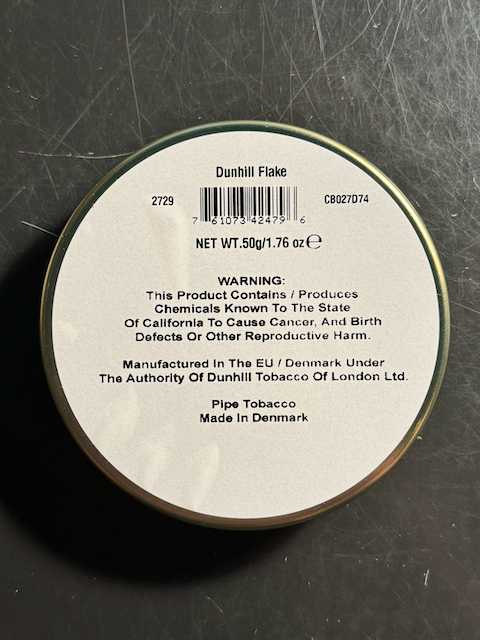 Dunhill Flake
2729 CB027D74
7 61073 42479 6
NET WT.50g/1.76 oz ℮
WARNING:
This Product Contains / Produces
Chemicals Known To The State
Of California To Cause Cancer, And Birth
Defects Or Other Reproductive Harm.
Manufactured In The EU / Denmark Under
The Authority Of Dunhill Tobacco Of London Ltd.
Pipe Tobacco
Made In Denmark